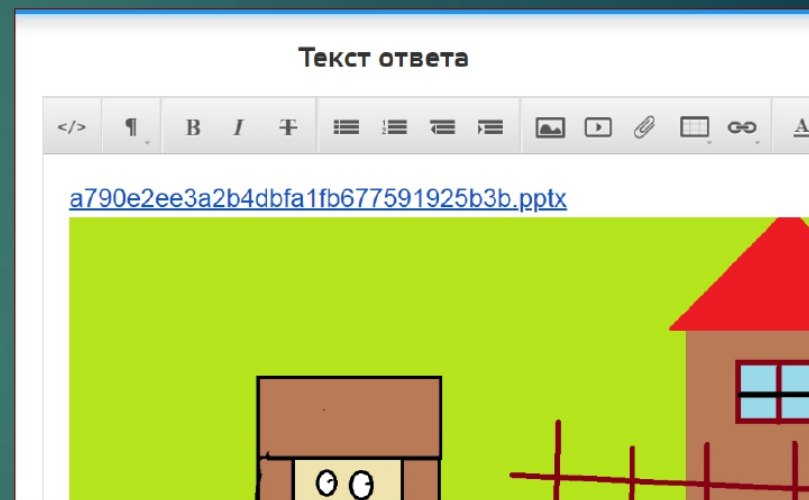 Текст ответа
</> ¶ B I T A
a790e2ee3a2b4dbfa1fb677591925b3b.pptx